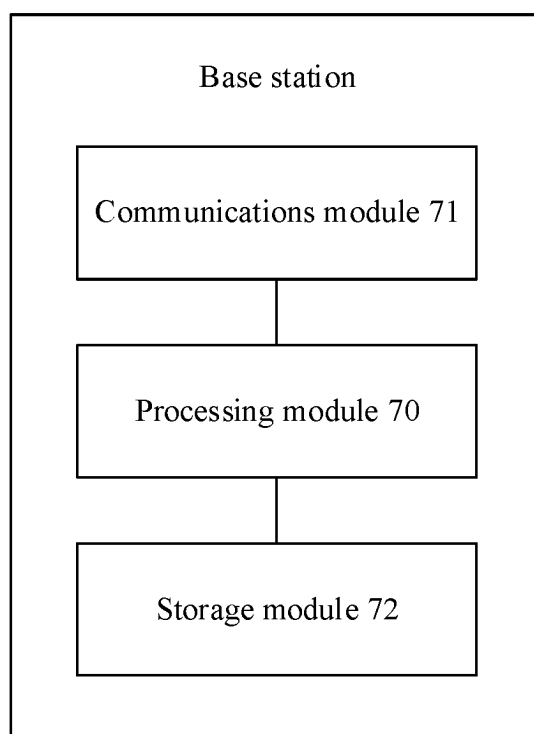 Base station
Communications module 71
Processing module 70
Storage module 72